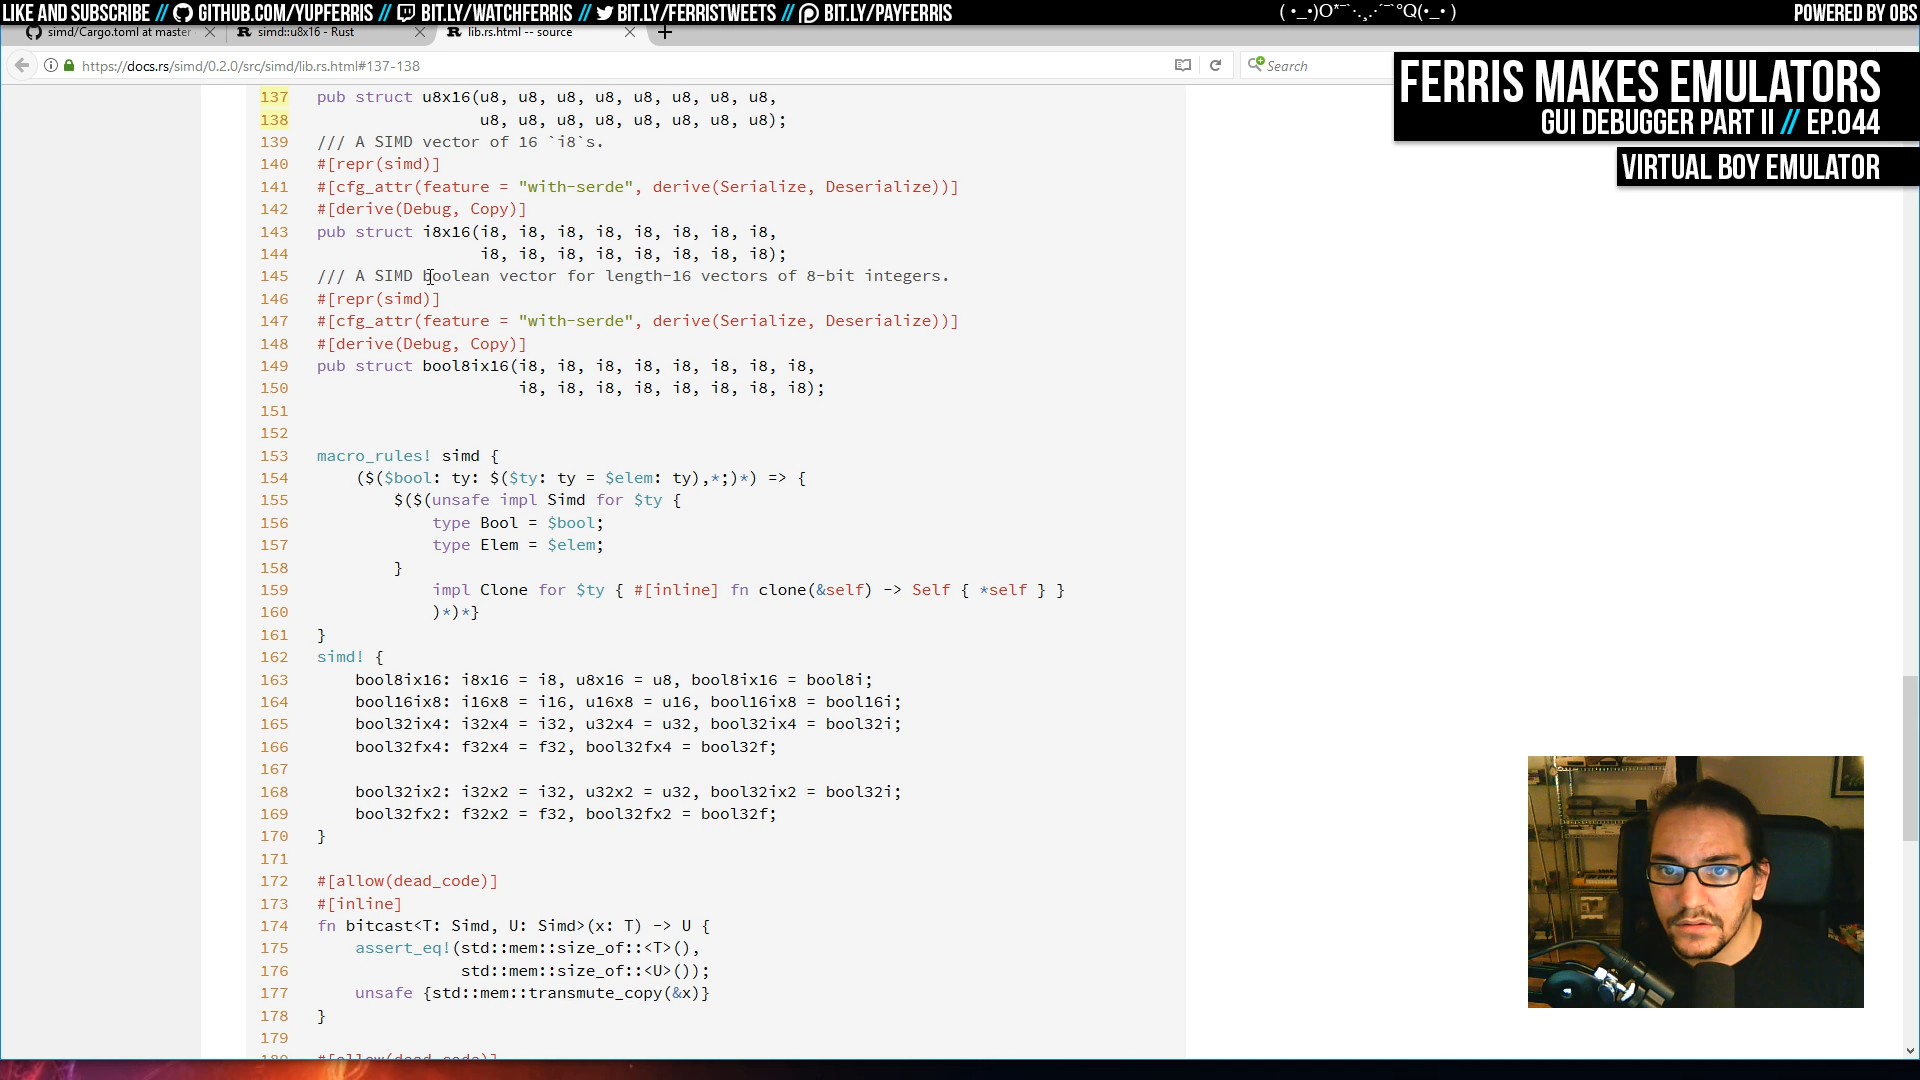 LIKE AND SUBSCRIBE // GITHUB.COM/YUPFERRIS // BIT.LY/WATCHFERRIS // BIT.LY/FERRISTWEETS // BIT.LY/PAYFERRIS
POWERED BY OBS
simd/Cargo.toml at master
simd::u8x16 - Rust
lib.rs.html -- source
https://docs.rs/simd/0.2.0/src/simd/lib.rs.html#137-138
Search
FERRIS MAKES EMULATORS
GUI DEBUGGER PART II // EP.044
VIRTUAL BOY EMULATOR
137 pub struct u8x16(u8, u8, u8, u8, u8, u8, u8, u8,
138 u8, u8, u8, u8, u8, u8, u8, u8);
139 /// A SIMD vector of 16 `i8`s.
140 #[repr(simd)]
141 #[cfg_attr(feature = "with-serde", derive(Serialize, Deserialize))]
142 #[derive(Debug, Copy)]
143 pub struct i8x16(i8, i8, i8, i8, i8, i8, i8, i8,
144 i8, i8, i8, i8, i8, i8, i8, i8);
145 /// A SIMD boolean vector for length-16 vectors of 8-bit integers.
146 #[repr(simd)]
147 #[cfg_attr(feature = "with-serde", derive(Serialize, Deserialize))]
148 #[derive(Debug, Copy)]
149 pub struct bool8ix16(i8, i8, i8, i8, i8, i8, i8, i8,
150 i8, i8, i8, i8, i8, i8, i8, i8);
151
152
153 macro_rules! simd {
154 ($($bool: ty: $($ty: ty = $elem: ty),*;)*) => {
155 $($(unsafe impl Simd for $ty {
156 type Bool = $bool;
157 type Elem = $elem;
158 }
159 impl Clone for $ty { #[inline] fn clone(&self) -> Self { *self } }
160 )*)*}
161 }
162 simd! {
163 bool8ix16: i8x16 = i8, u8x16 = u8, bool8ix16 = bool8i;
164 bool16ix8: i16x8 = i16, u16x8 = u16, bool16ix8 = bool16i;
165 bool32ix4: i32x4 = i32, u32x4 = u32, bool32ix4 = bool32i;
166 bool32fx4: f32x4 = f32, bool32fx4 = bool32f;
167
168 bool32ix2: i32x2 = i32, u32x2 = u32, bool32ix2 = bool32i;
169 bool32fx2: f32x2 = f32, bool32fx2 = bool32f;
170 }
171
172 #[allow(dead_code)]
173 #[inline]
174 fn bitcast<T: Simd, U: Simd>(x: T) -> U {
175 assert_eq!(std::mem::size_of::<T>(),
176 std::mem::size_of::<U>());
177 unsafe {std::mem::transmute_copy(&x)}
178 }
179
180 #[allow(dead_code)]